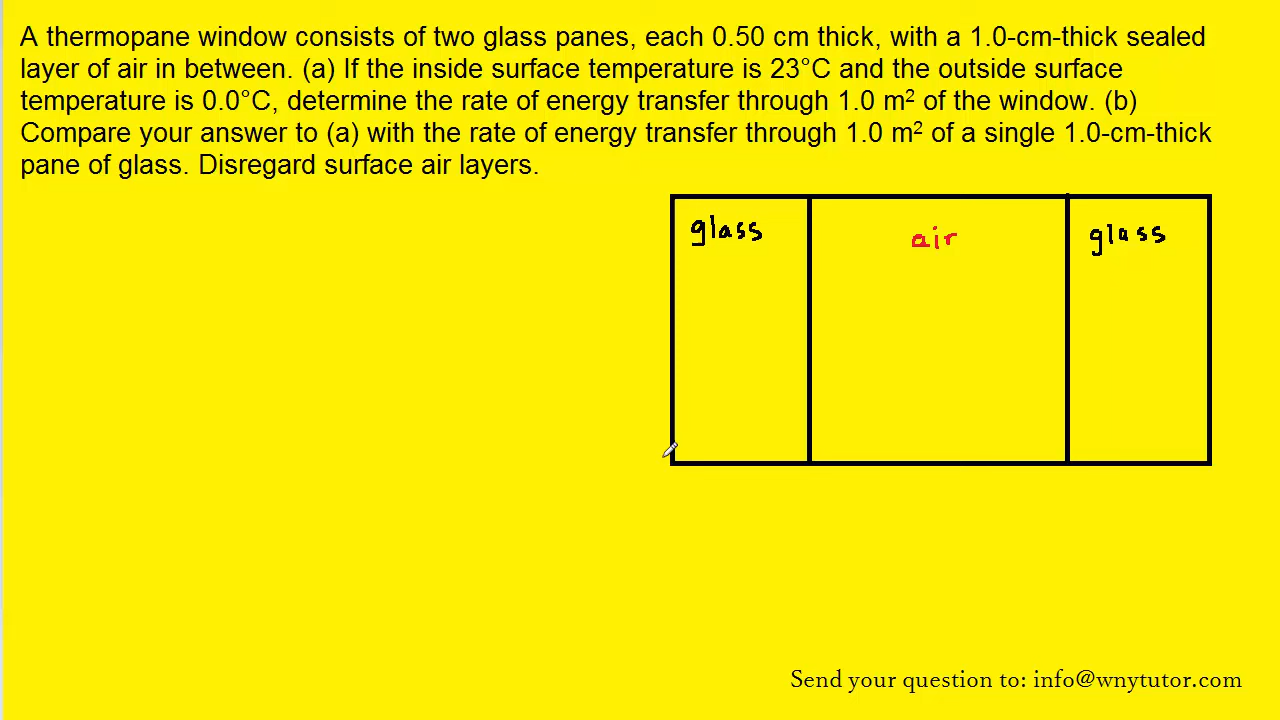 A thermopane window consists of two glass panes, each 0.50 cm thick, with a 1.0-cm-thick sealed
layer of air in between. (a) If the inside surface temperature is 23°C and the outside surface
temperature is 0.0°C, determine the rate of energy transfer through 1.0 m² of the window. (b)
Compare your answer to (a) with the rate of energy transfer through 1.0 m² of a single 1.0-cm-thick
pane of glass. Disregard surface air layers.
glass air glass
Send your question to: info@wnytutor.com